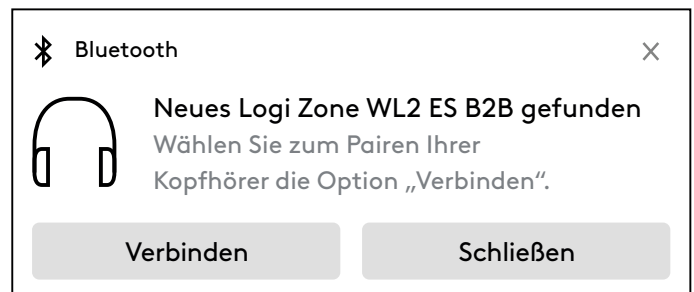 Bluetooth
Neues Logi Zone WL2 ES B2B gefunden
Wählen Sie zum Pairen Ihrer
Kopfhörer die Option „Verbinden“.
Verbinden
Schließen